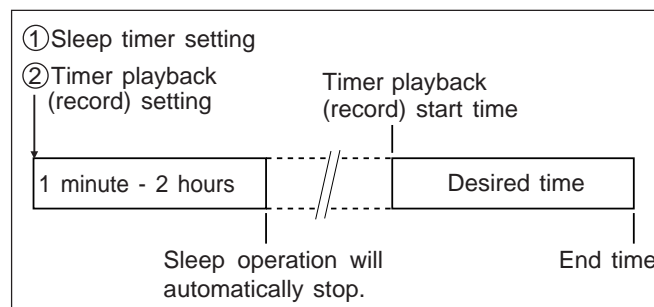 ①Sleep timer setting
②Timer playback
(record) setting
Timer playback
(record) start time
1 minute - 2 hours
Desired time
Sleep operation will
automatically stop.
End time